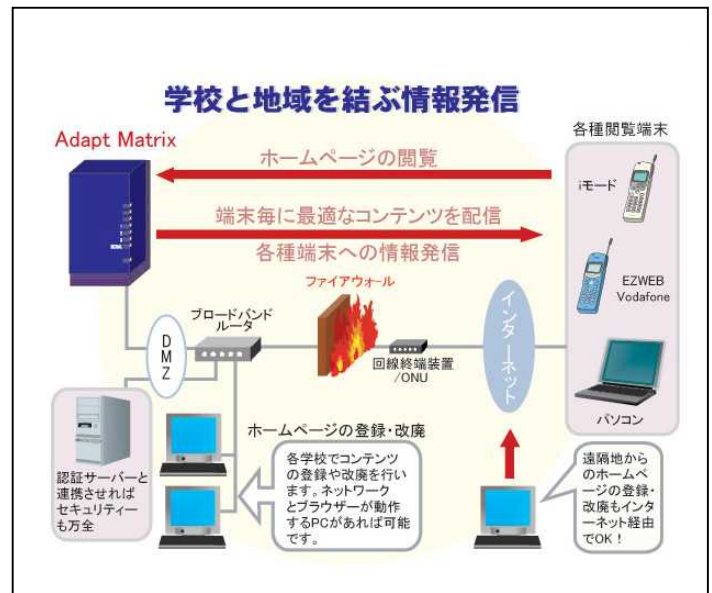 学校と地域を結ぶ情報発信
Adapt Matrix
各種閲覧端末
ホームページの閲覧
iモード
端末毎に最適なコンテンツを配信
各種端末への情報発信
EZWEB
Vodafone
ファイアウォール
ブロードバンド
ルータ
インターネット
DMZ
回線終端装置
/ONU
パソコン
ホームページの登録・改廃
認証サーバーと
連携させれば
セキュリティー
も万全
各学校でコンテンツ
の登録や改廃を行い
ます。ネットワーク
とブラウザーが動作
するPCがあれば可能
です。
遠隔地から
のホームペ
ージの登録・
改廃もインタ
ーネット経由
でOK！